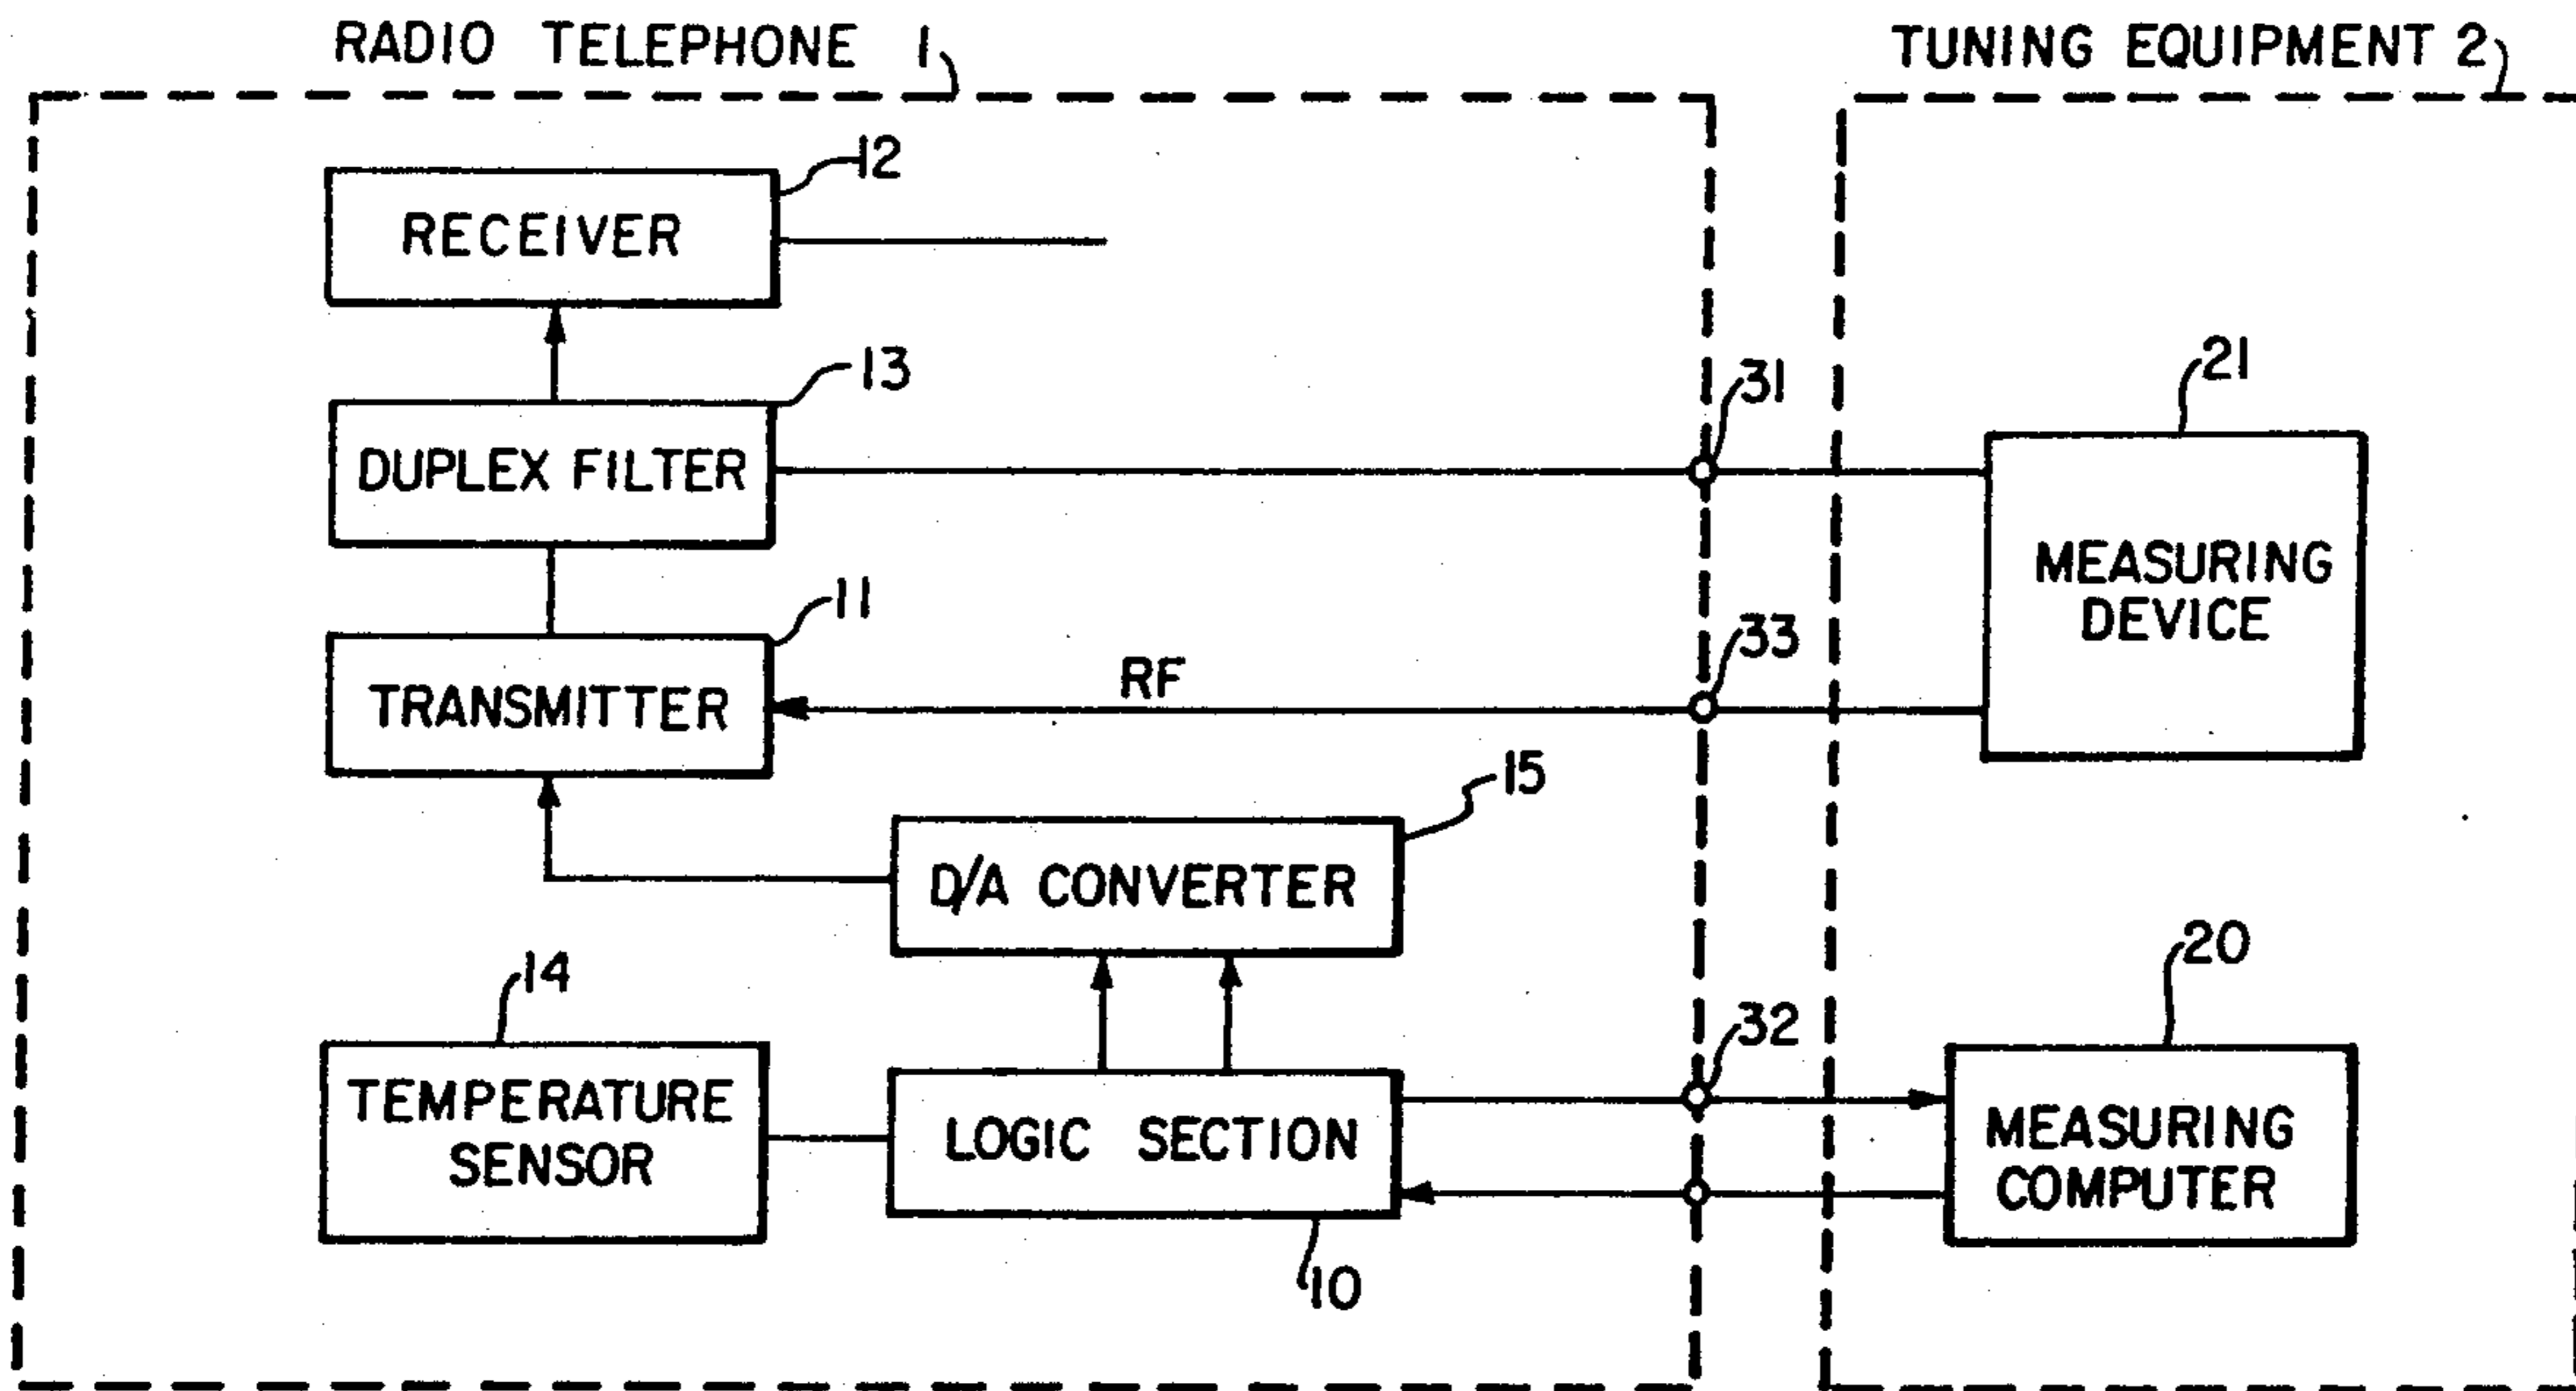 RADIO TELEPHONE 1
TUNING EQUIPMENT 2
12
RECEIVER
13
DUPLEX FILTER
31
21
MEASURING
DEVICE
11
TRANSMITTER
RF
33
15
D/A CONVERTER
14
TEMPERATURE
SENSOR
LOGIC SECTION
10
32
20
MEASURING
COMPUTER